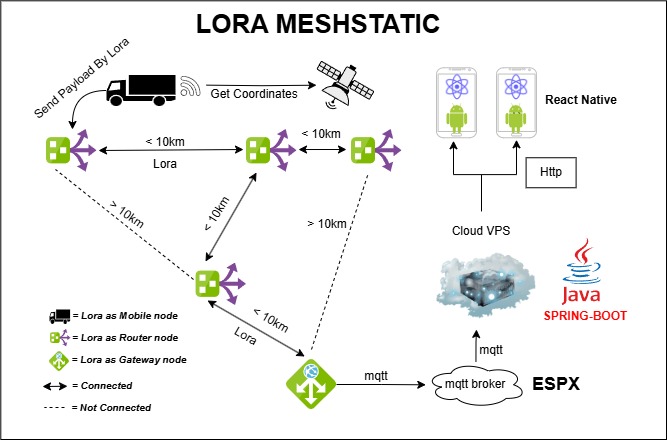 LORA MESHSTATIC
Send Payload By Lora
Get Coordinates
< 10km
Lora
< 10km
> 10km
< 10km
> 10km
< 10km
Lora
React Native
Http
Cloud VPS
Java
SPRING-BOOT
mqtt
mqtt
mqtt broker
ESPX
= Lora as Mobile node
= Lora as Router node
= Lora as Gateway node
= Connected
= Not Connected